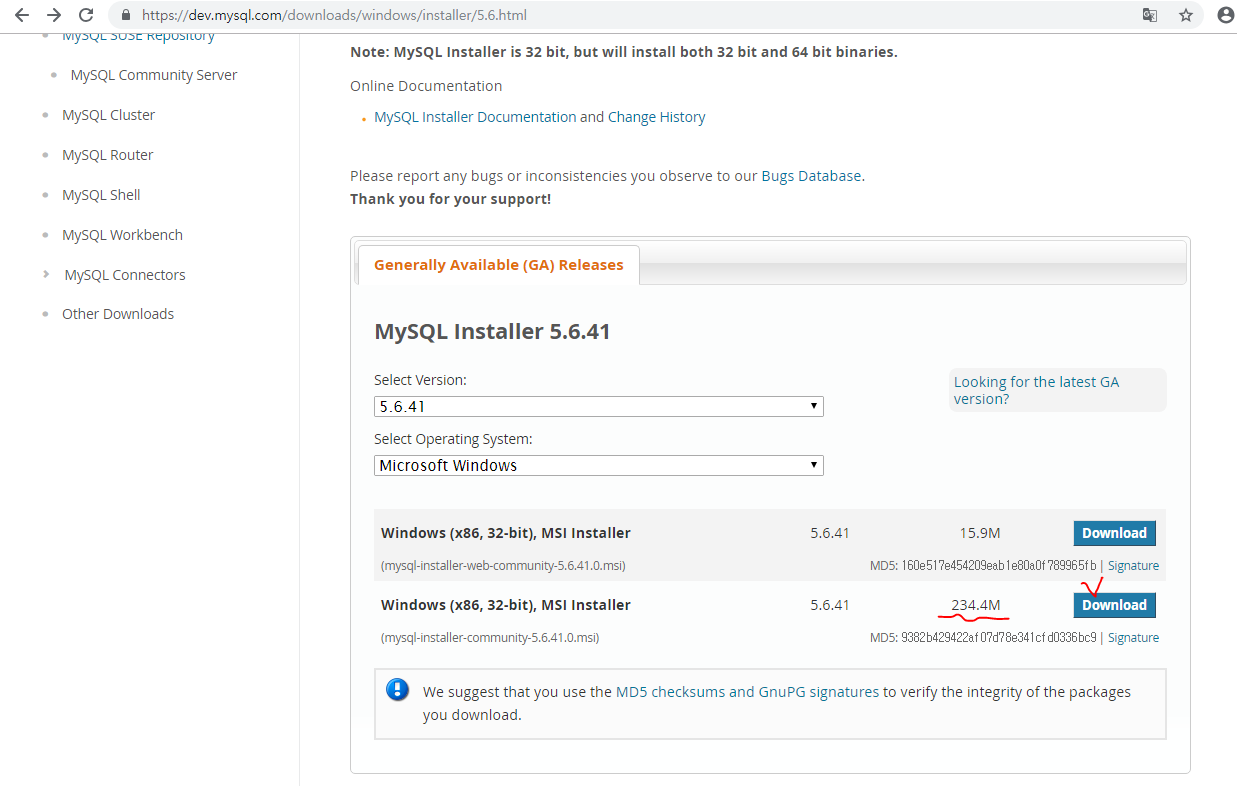 https://dev.mysql.com/downloads/windows/installer/5.6.html
MySQL SUSE Repository
MySQL Community Server
MySQL Cluster
MySQL Router
MySQL Shell
MySQL Workbench
MySQL Connectors
Other Downloads
Note: MySQL Installer is 32 bit, but will install both 32 bit and 64 bit binaries.
Online Documentation
MySQL Installer Documentation and Change History
Please report any bugs or inconsistencies you observe to our Bugs Database.
Thank you for your support!
Generally Available (GA) Releases
MySQL Installer 5.6.41
Select Version:
5.6.41
Looking for the latest GA
version?
Select Operating System:
Microsoft Windows
Windows (x86, 32-bit), MSI Installer 5.6.41 15.9M Download
(mysql-installer-web-community-5.6.41.0.msi) MD5: 160e517e454209eab1e80a0f789965fb | Signature
Windows (x86, 32-bit), MSI Installer 5.6.41 234.4M Download
(mysql-installer-community-5.6.41.0.msi) MD5: 9382b429422af07d78e341cfd0336bc9 | Signature
We suggest that you use the MD5 checksums and GnuPG signatures to verify the integrity of the packages
you download.